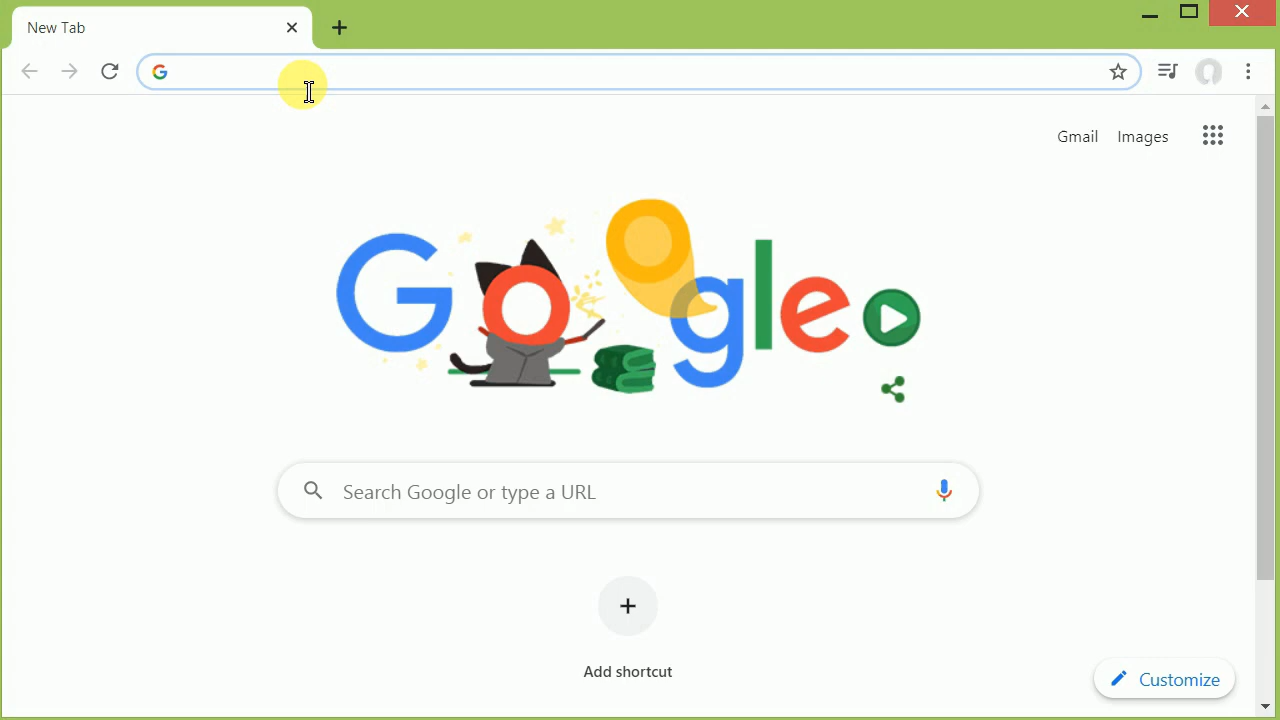 New Tab
Gmail Images
Google
Search Google or type a URL
Add shortcut
Customize